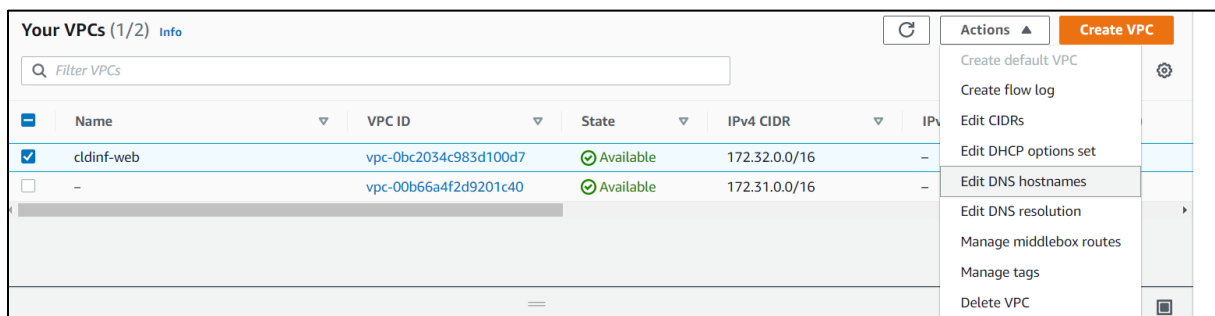 Your VPCs (1/2) Info
Actions ▲
Create VPC
Filter VPCs
Create default VPC
Create flow log
Name VPC ID State IPv4 CIDR
Edit CIDRs
cldinf-web vpc-0bc2034c983d100d7 Available 172.32.0.0/16 –
Edit DHCP options set
– vpc-00b66a4f2d9201c40 Available 172.31.0.0/16 –
Edit DNS hostnames
Edit DNS resolution
Manage middlebox routes
Manage tags
Delete VPC